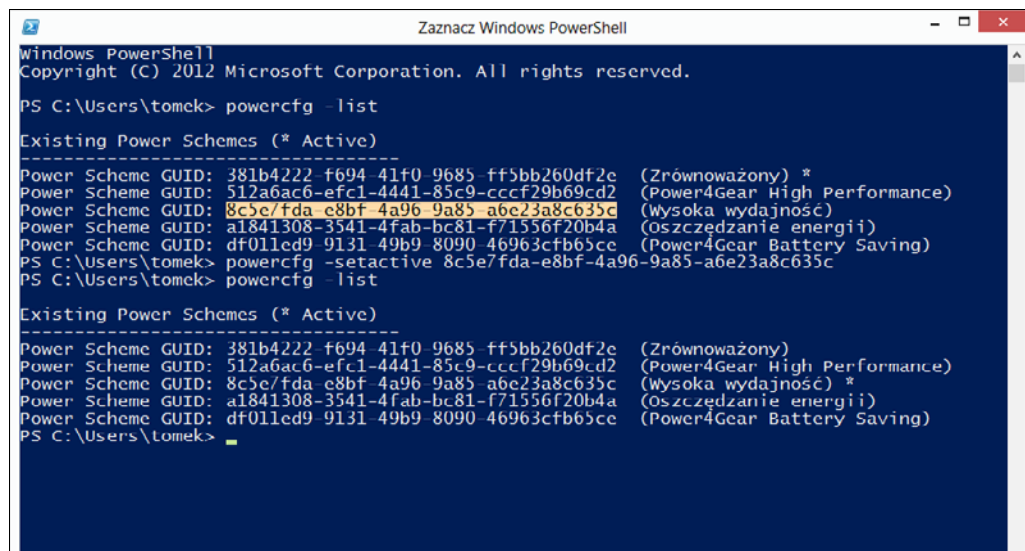 Zaznacz Windows PowerShell
Windows PowerShell
Copyright (C) 2012 Microsoft Corporation. All rights reserved.
PS C:\Users\tomek> powercfg -list
Existing Power Schemes (* Active)
-----------------------------------
Power Scheme GUID: 381b4222-f694-41f0-9685-ff5bb260df2e (Zrównoważony) *
Power Scheme GUID: 512a6ac6-efc1-4441-85c9-cccf29b69cd2 (Power4Gear High Performance)
Power Scheme GUID: 8c5e7fda-e8bf-4a96-9a85-a6e23a8c635c (Wysoka wydajność)
Power Scheme GUID: a1841308-3541-4fab-bc81-f71556f20b4a (Oszczędzanie energii)
Power Scheme GUID: df011ed9-9131-49b9-8090-46963cfb65ce (Power4Gear Battery Saving)
PS C:\Users\tomek> powercfg -setactive 8c5e7fda-e8bf-4a96-9a85-a6e23a8c635c
PS C:\Users\tomek> powercfg -list
Existing Power Schemes (* Active)
-----------------------------------
Power Scheme GUID: 381b4222-f694-41f0-9685-ff5bb260df2e (Zrównoważony)
Power Scheme GUID: 512a6ac6-efc1-4441-85c9-cccf29b69cd2 (Power4Gear High Performance)
Power Scheme GUID: 8c5e7fda-e8bf-4a96-9a85-a6e23a8c635c (Wysoka wydajność) *
Power Scheme GUID: a1841308-3541-4fab-bc81-f71556f20b4a (Oszczędzanie energii)
Power Scheme GUID: df011ed9-9131-49b9-8090-46963cfb65ce (Power4Gear Battery Saving)
PS C:\Users\tomek>